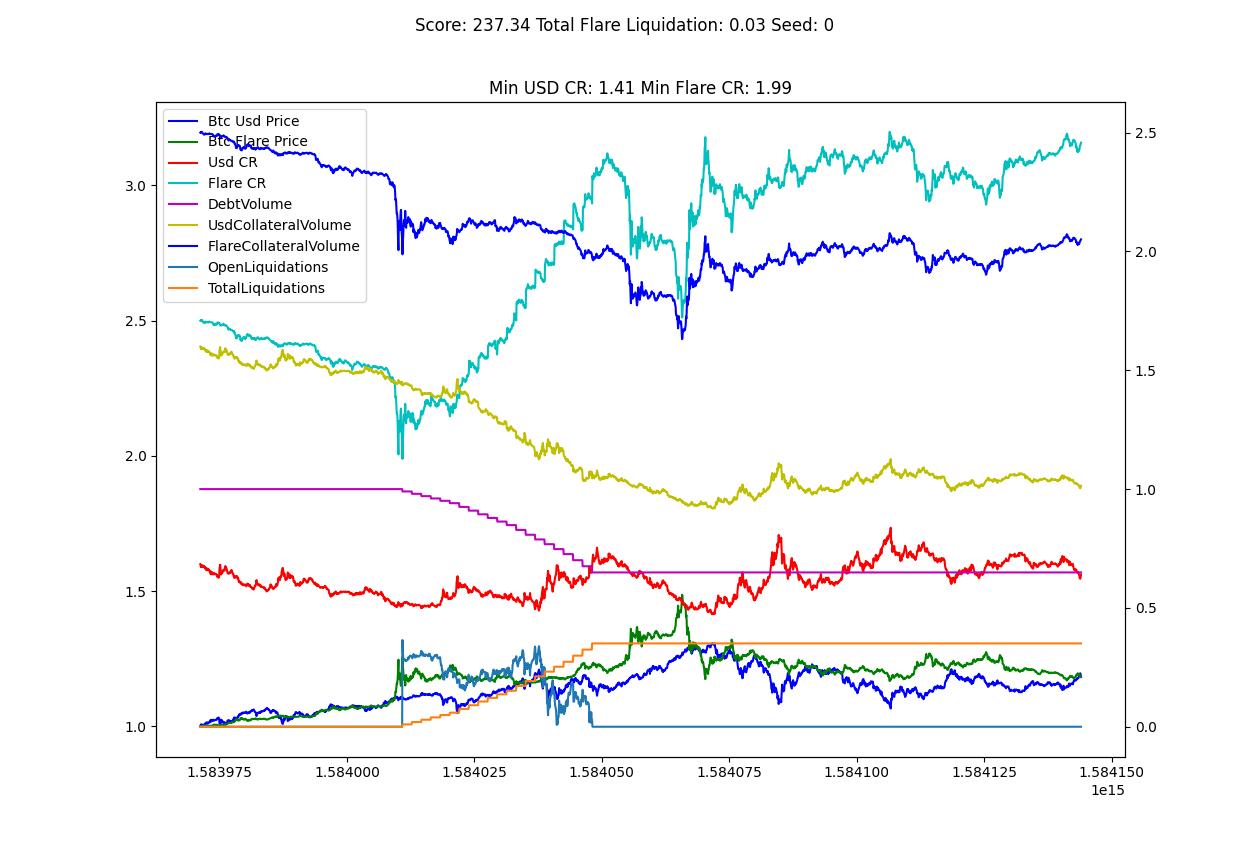 Score: 237.34 Total Flare Liquidation: 0.03 Seed: 0
Min USD CR: 1.41 Min Flare CR: 1.99
Btc Usd Price
Btc Flare Price
Usd CR
Flare CR
DebtVolume
UsdCollateralVolume
FlareCollateralVolume
OpenLiquidations
TotalLiquidations
3.0
2.5
2.0
1.5
1.0
2.5
2.0
1.5
1.0
0.5
0.0
1.583975 1.584000 1.584025 1.584050 1.584075 1.584100 1.584125 1.584150
1e15